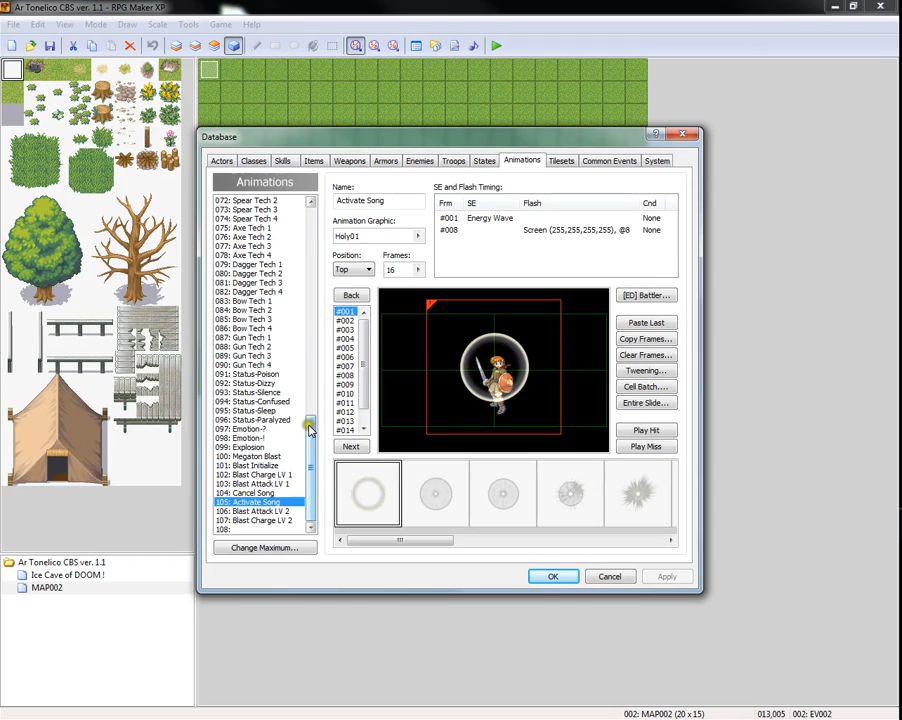 Ar Tonelico CBS ver. 1.1 - RPG Maker XP
File Edit View Mode Draw Scale Tools Game Help
Database
Actors Classes Skills Items Weapons Armors Enemies Troops States Animations Tilesets Common Events System
Animations
072: Spear Tech 2
073: Spear Tech 3
074: Spear Tech 4
075: Axe Tech 1
076: Axe Tech 2
077: Axe Tech 3
078: Axe Tech 4
079: Dagger Tech 1
080: Dagger Tech 2
081: Dagger Tech 3
082: Dagger Tech 4
083: Bow Tech 1
084: Bow Tech 2
085: Bow Tech 3
086: Bow Tech 4
087: Gun Tech 1
088: Gun Tech 2
089: Gun Tech 3
090: Gun Tech 4
091: Status-Poison
092: Status-Dizzy
093: Status-Silence
094: Status-Confused
095: Status-Sleep
096: Status-Paralyzed
097: Emotion-?
098: Emotion-!
099: Explosion
100: Megaton Blast
101: Blast Initialize
102: Blast Charge LV 1
103: Blast Attack LV 1
104: Cancel Song
105: Activate Song
106: Blast Attack LV 2
107: Blast Charge LV 2
108:
Change Maximum...
Name:
Activate Song
Animation Graphic:
Holy01
Position: Frames:
Top 16
SE and Flash Timing:
Frm SE Flash Cnd
#001 Energy Wave None
#008 Screen (255,255,255,255), @8 None
Back
#001
#002
#003
#004
#005
#006
#007
#008
#009
#010
#011
#012
#013
#014
Next
[ED] Battler...
Paste Last
Copy Frames...
Clear Frames...
Tweening...
Cell Batch...
Entire Slide...
Play Hit
Play Miss
OK Cancel Apply
Ar Tonelico CBS ver. 1.1
Ice Cave of DOOM !
MAP002
002: MAP002 (20 x 15) 013,005 002: EV002